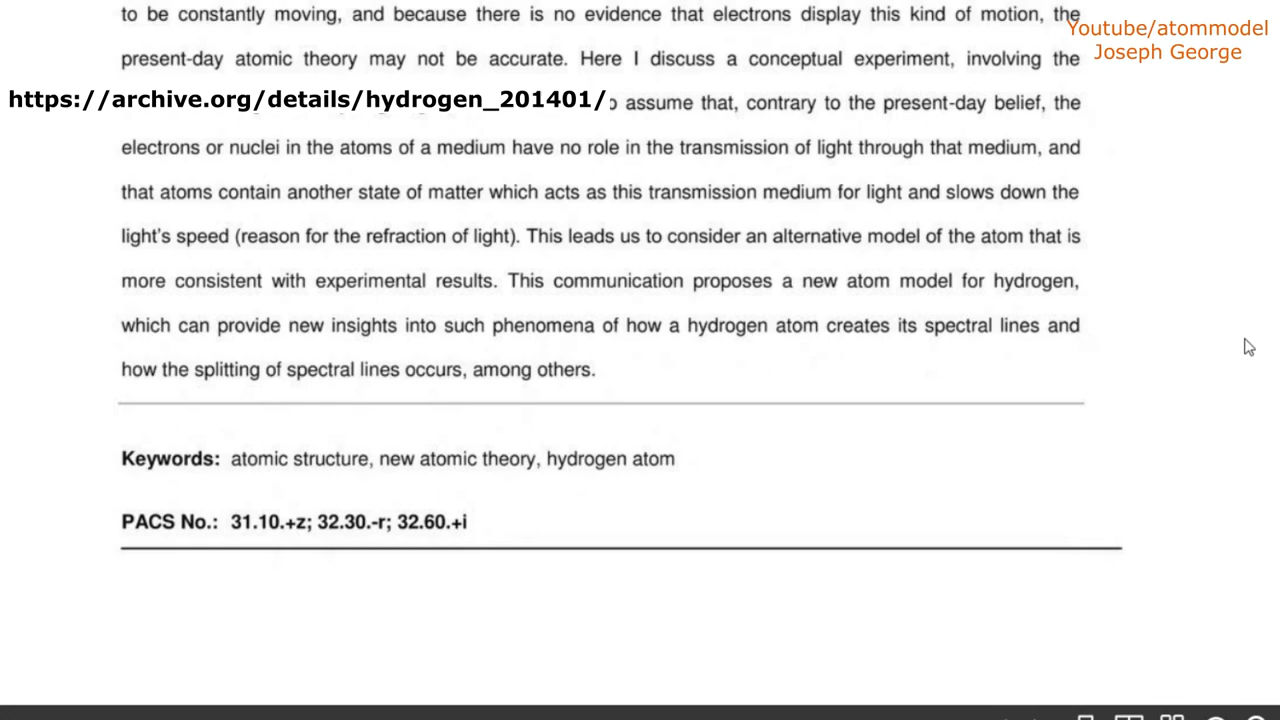 to be constantly moving, and because there is no evidence that electrons display this kind of motion, the
Youtube/atommodel
Joseph George
present-day atomic theory may not be accurate. Here I discuss a conceptual experiment, involving the
https://archive.org/details/hydrogen_201401/
assume that, contrary to the present-day belief, the
electrons or nuclei in the atoms of a medium have no role in the transmission of light through that medium, and
that atoms contain another state of matter which acts as this transmission medium for light and slows down the
light's speed (reason for the refraction of light). This leads us to consider an alternative model of the atom that is
more consistent with experimental results. This communication proposes a new atom model for hydrogen,
which can provide new insights into such phenomena of how a hydrogen atom creates its spectral lines and
how the splitting of spectral lines occurs, among others.
Keywords: atomic structure, new atomic theory, hydrogen atom
PACS No.: 31.10.+z; 32.30.-r; 32.60.+i